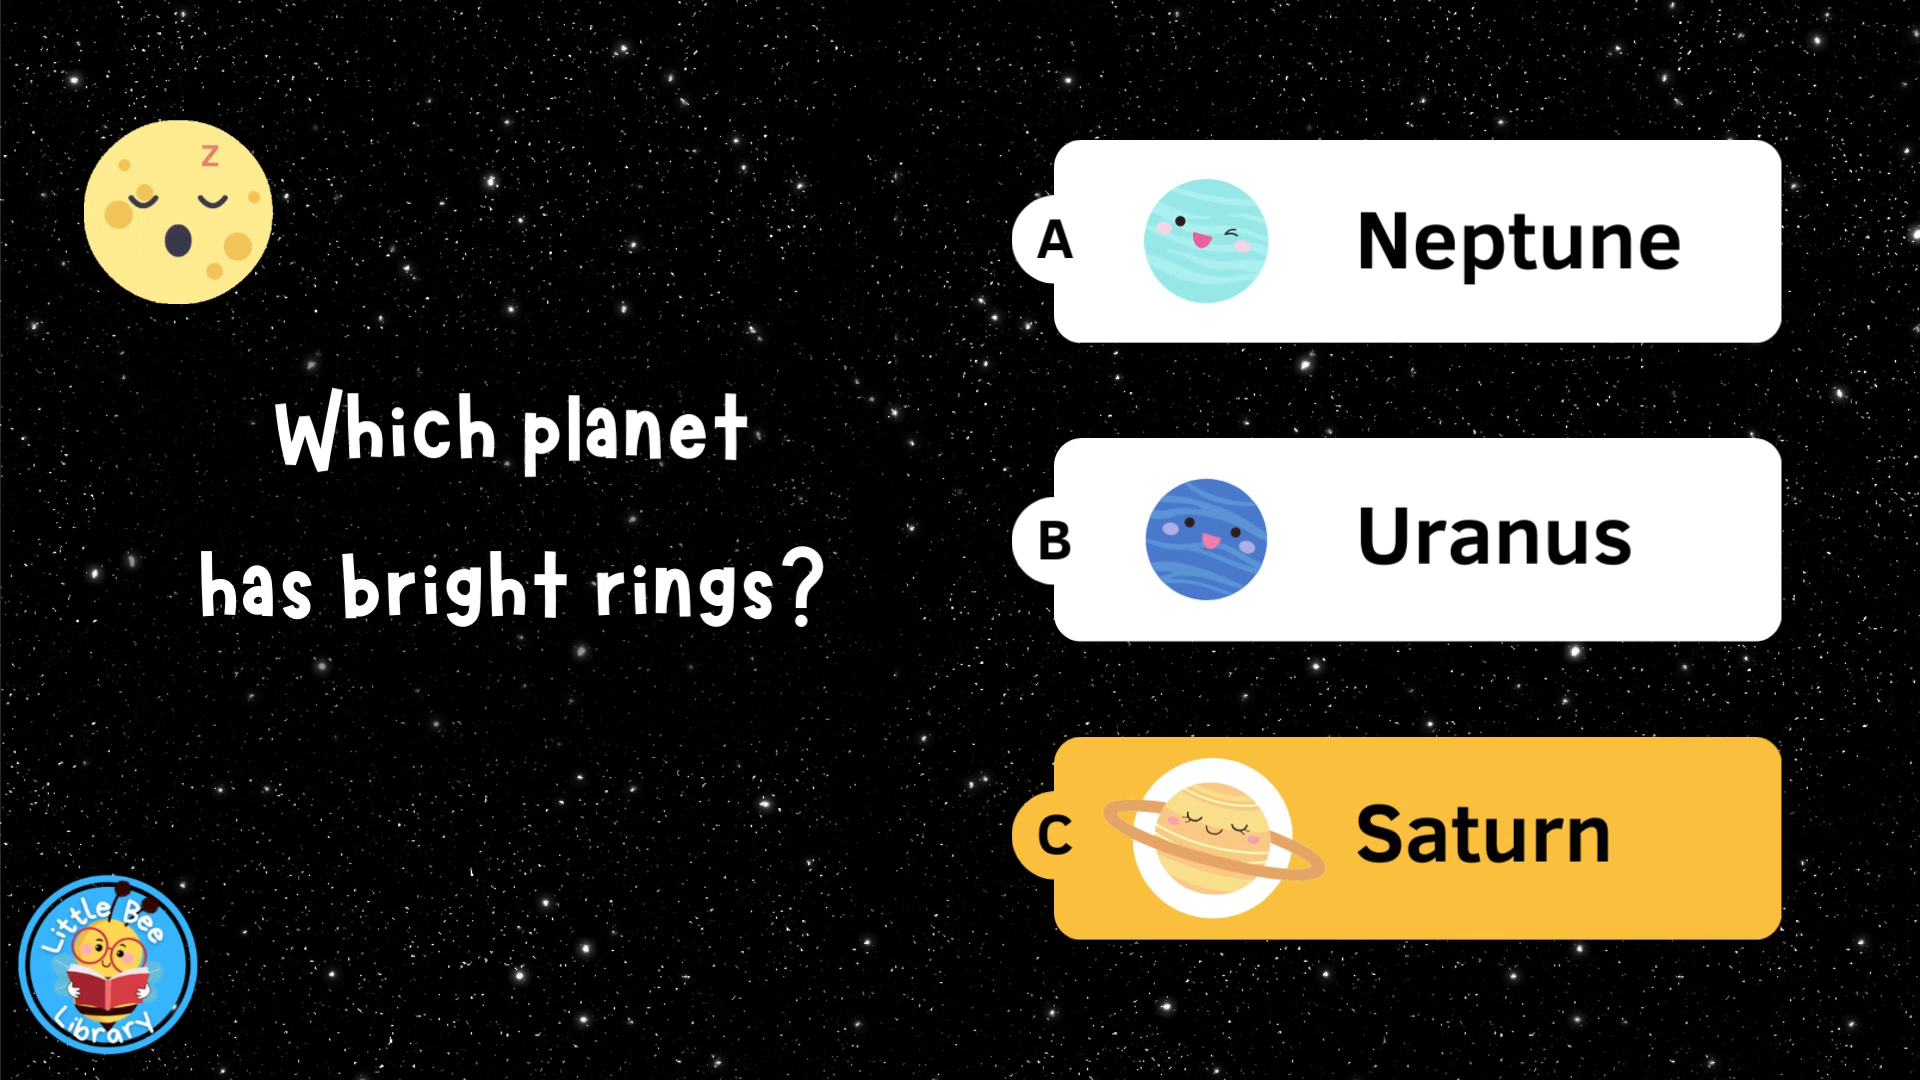 Z
Which planet
has bright rings?
A
Neptune
B
Uranus
C
Saturn
Little Bee
Library